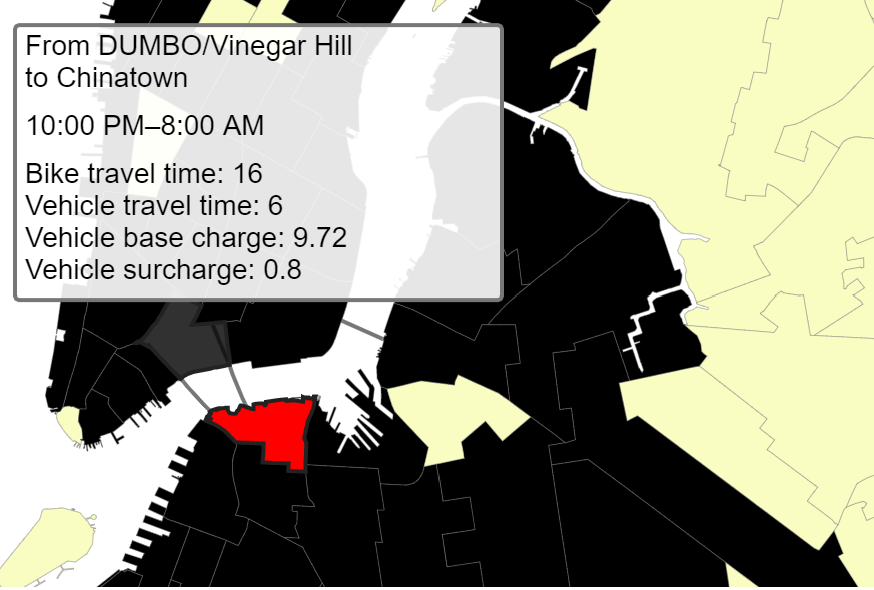 From DUMBO/Vinegar Hill
to Chinatown
10:00 PM–8:00 AM
Bike travel time: 16
Vehicle travel time: 6
Vehicle base charge: 9.72
Vehicle surcharge: 0.8